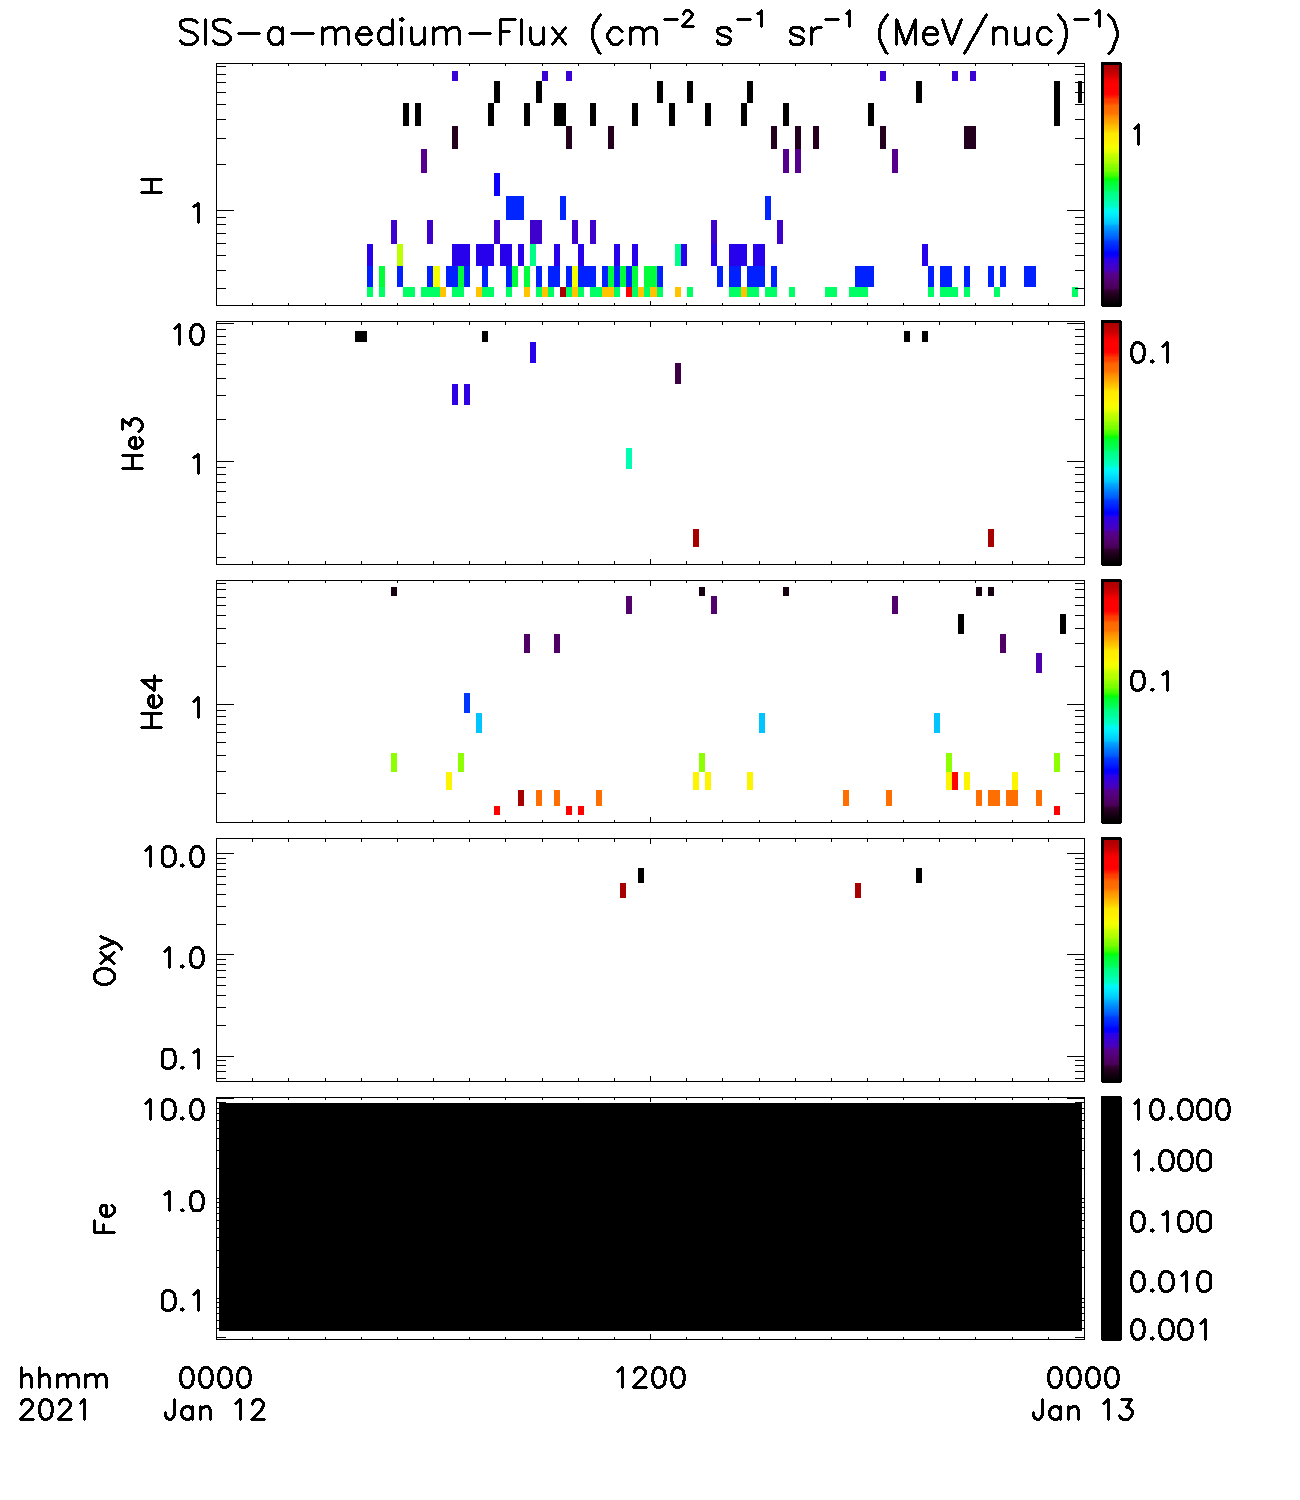 SIS-a-medium-Flux (cm⁻² s⁻¹ sr⁻¹ (MeV/nuc)⁻¹)
H
1
1
He3
10
1
0.1
He4
1
0.1
Oxy
10.0
1.0
0.1
Fe
10.0
1.0
0.1
10.000
1.000
0.100
0.010
0.001
hhmm 0000 1200 0000
2021 Jan 12 Jan 13